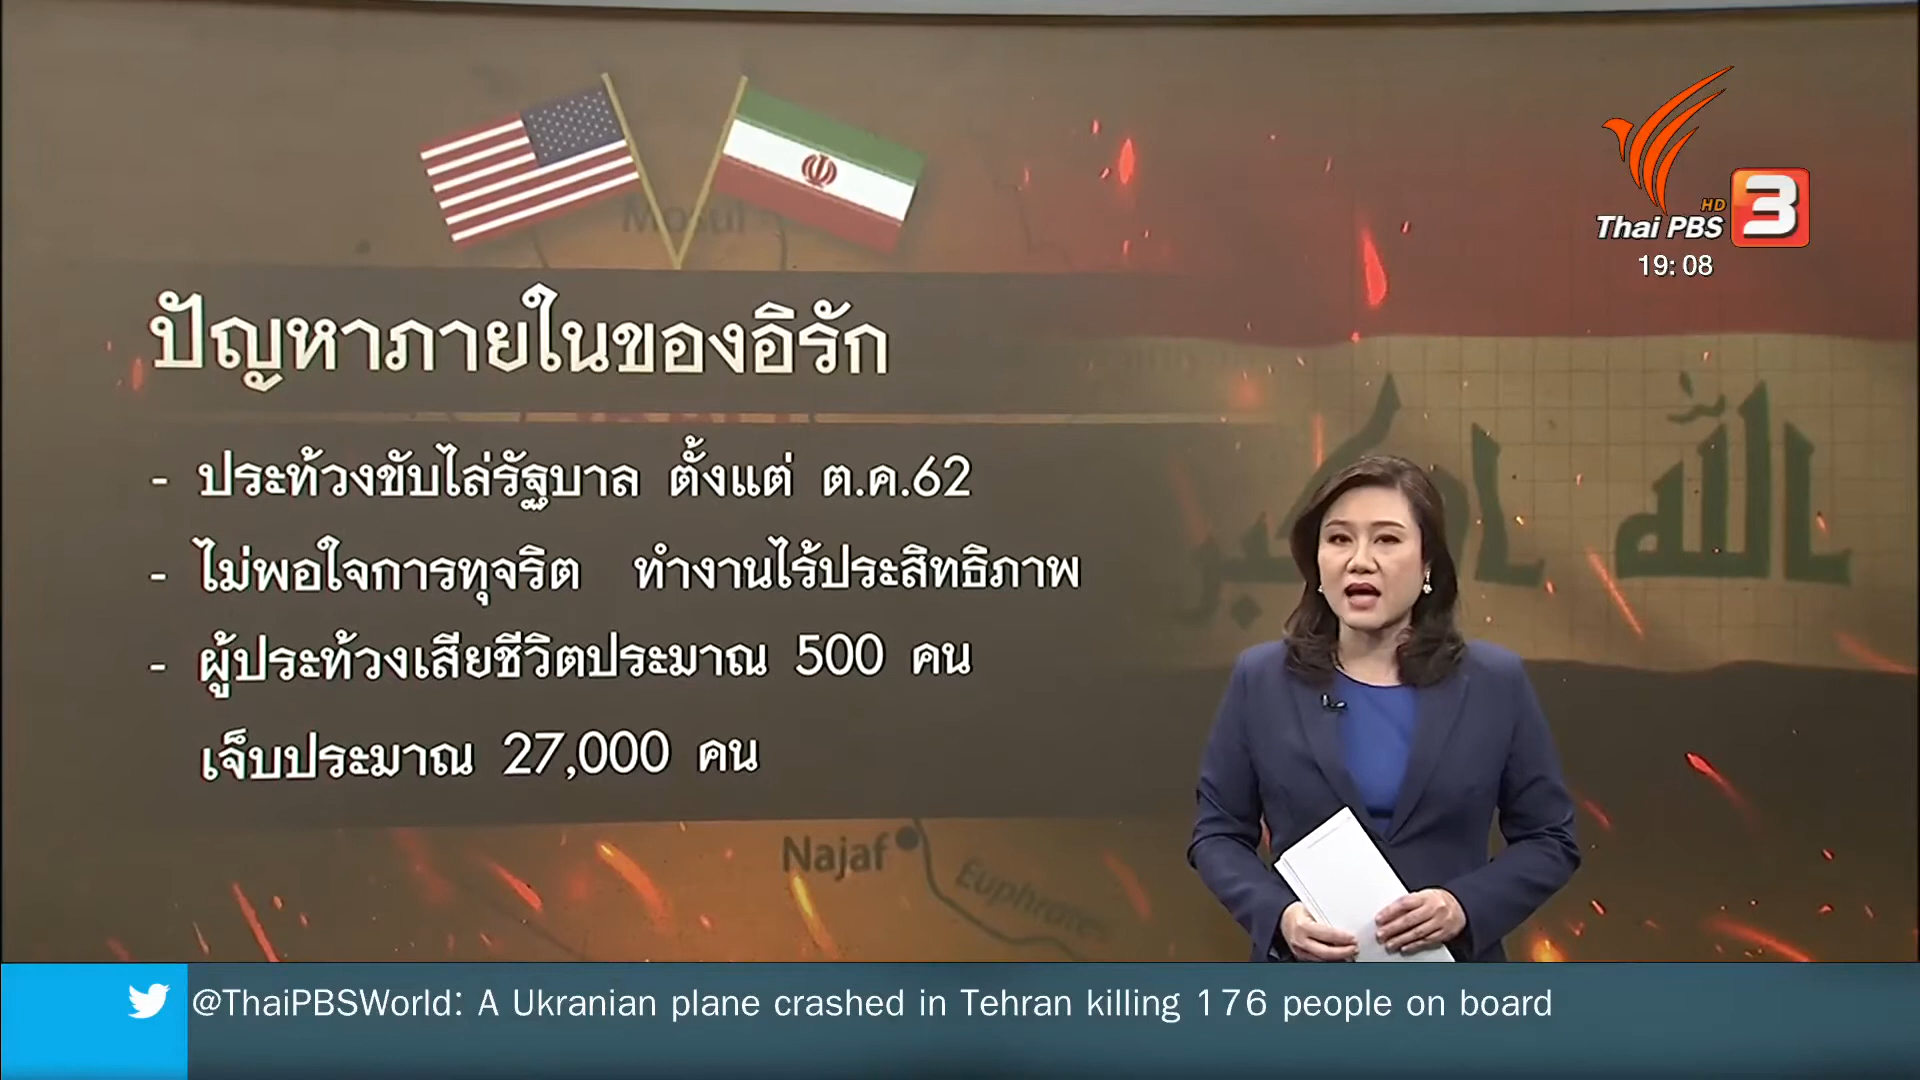 HD
Thai PBS 3
19:08
Mosul
ปัญหาภายในของอิรัก
- ประท้วงขับไล่รัฐบาล ตั้งแต่ ต.ค.62
- ไม่พอใจการทุจริต ทำงานไร้ประสิทธิภาพ
- ผู้ประท้วงเสียชีวิตประมาณ 500 คน
เจ็บประมาณ 27,000 คน
الله اكبر
Najaf
Euphrates
@ThaiPBSWorld: A Ukranian plane crashed in Tehran killing 176 people on board